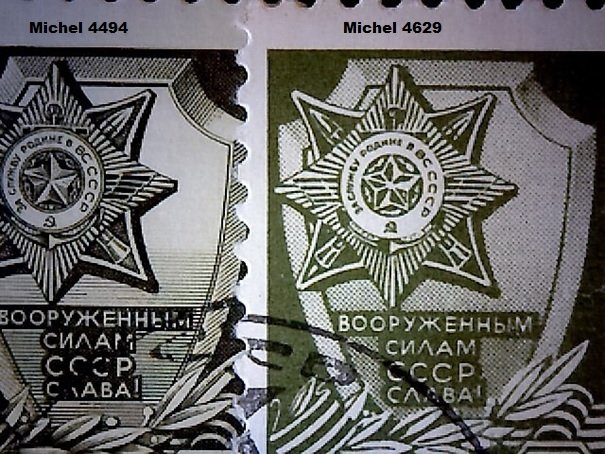 Michel 4494
Michel 4629
ЗА СЛУЖБУ РОДИНЕ В ВС СССР
ВООРУЖЕННЫМ
СИЛАМ
СССР
СЛАВА!
ЗА СЛУЖБУ РОДИНЕ В ВС СССР
ВООРУЖЕННЫМ
СИЛАМ
СССР
СЛАВА!